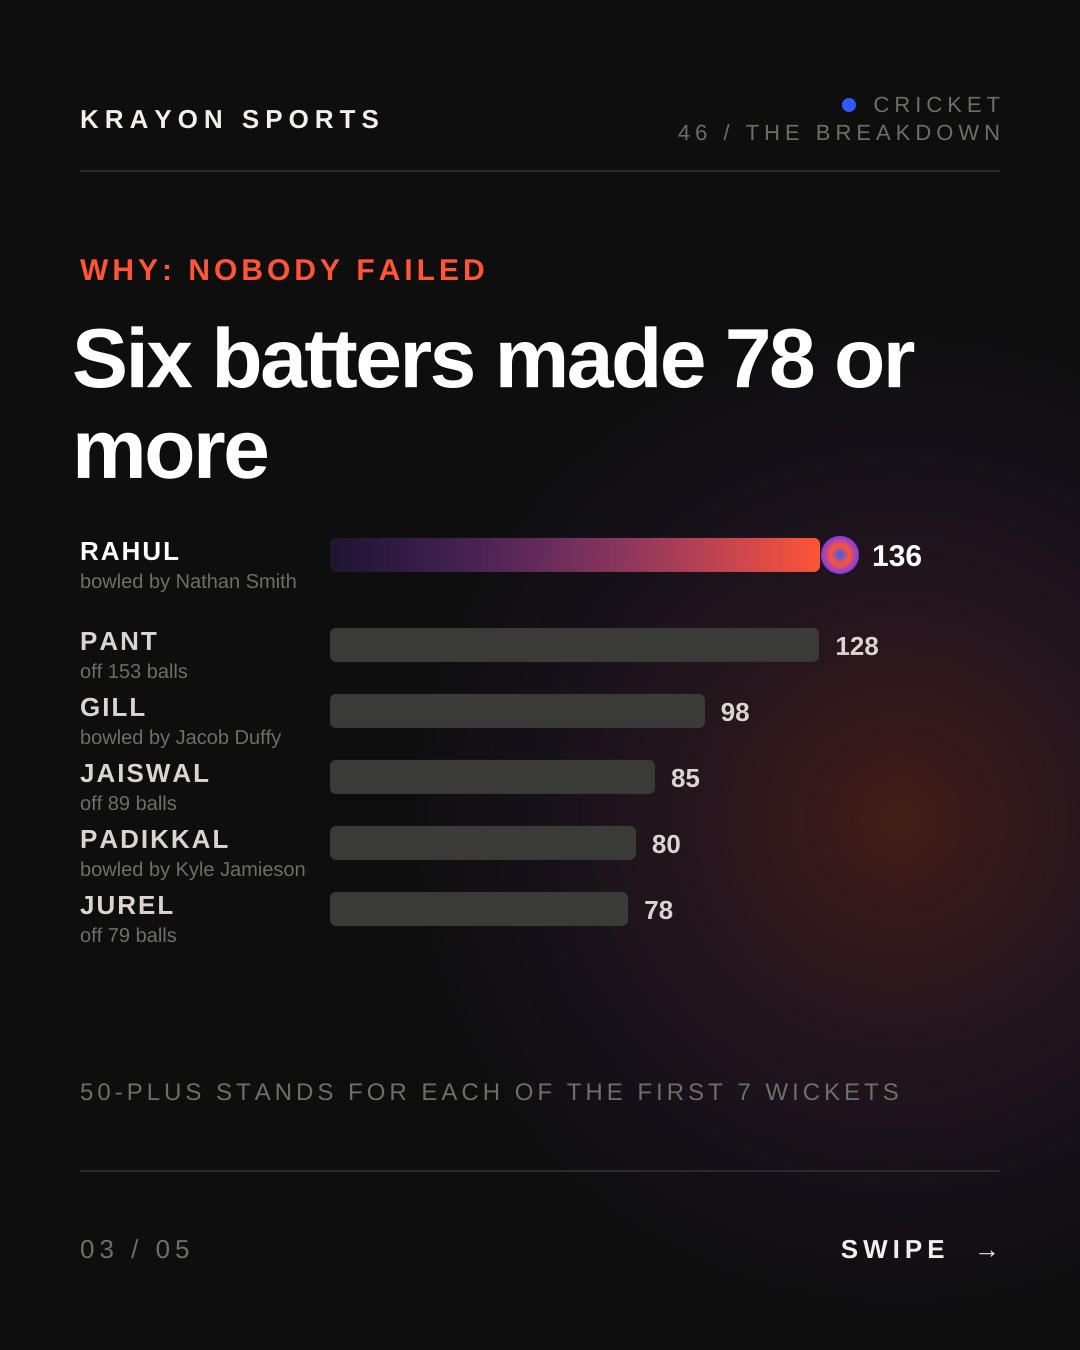 KRAYON SPORTS
CRICKET
46 / THE BREAKDOWN
WHY: NOBODY FAILED
Six batters made 78 or
more
RAHUL
bowled by Nathan Smith
136
PANT
off 153 balls
128
GILL
bowled by Jacob Duffy
98
JAISWAL
off 89 balls
85
PADIKKAL
bowled by Kyle Jamieson
80
JUREL
off 79 balls
78
50-PLUS STANDS FOR EACH OF THE FIRST 7 WICKETS
03 / 05
SWIPE →